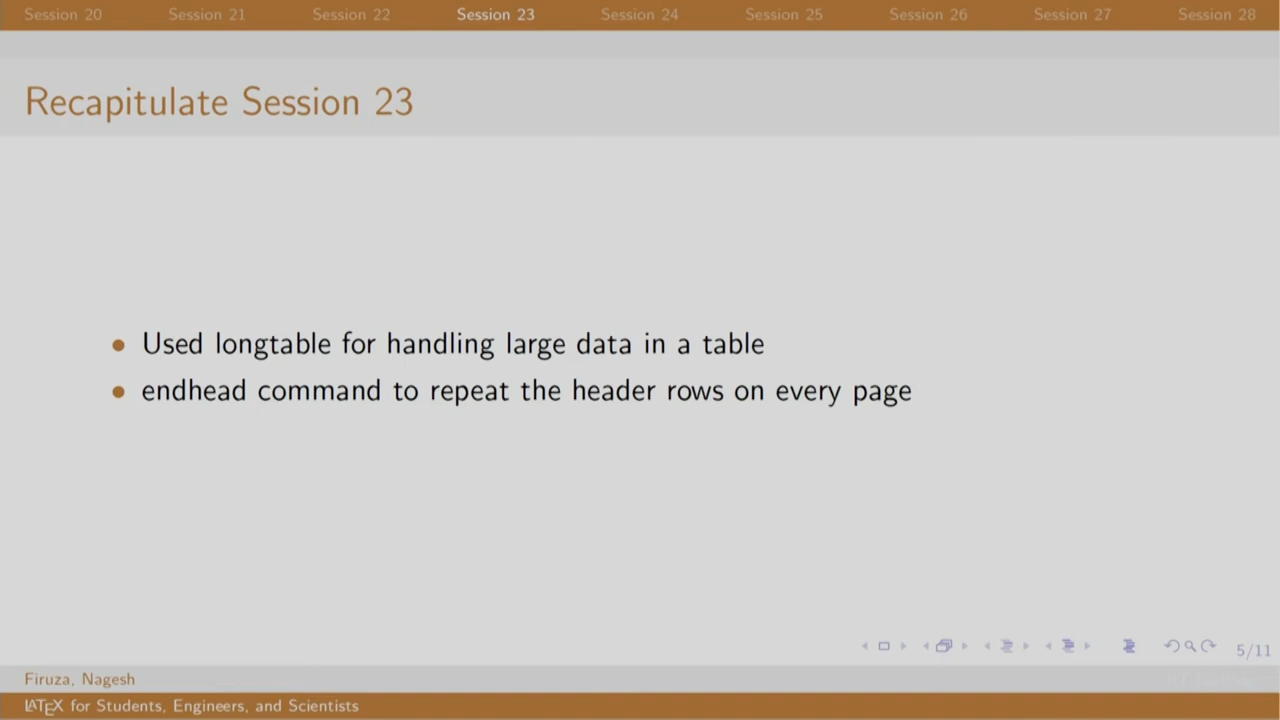 Session 20 Session 21 Session 22 Session 23 Session 24 Session 25 Session 26 Session 27 Session 28
Recapitulate Session 23
• Used longtable for handling large data in a table
• endhead command to repeat the header rows on every page
5/11
Firuza, Nagesh
LATEX for Students, Engineers, and Scientists